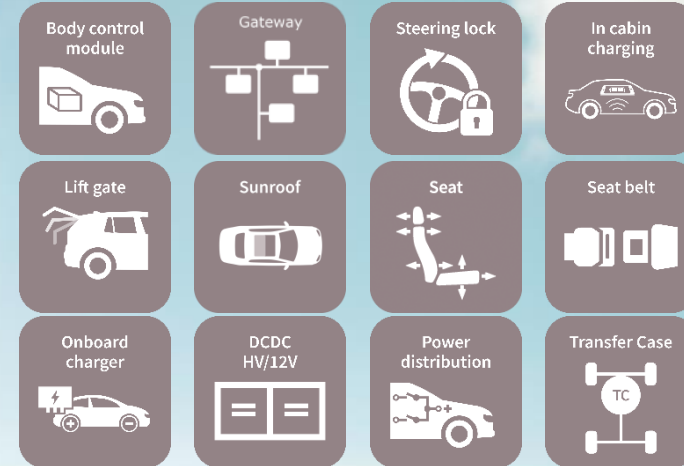 Body control
module
Gateway
Steering lock
In cabin
charging
Lift gate
Sunroof
Seat
Seat belt
Onboard
charger
DCDC
HV/12V
Power
distribution
Transfer Case
TC